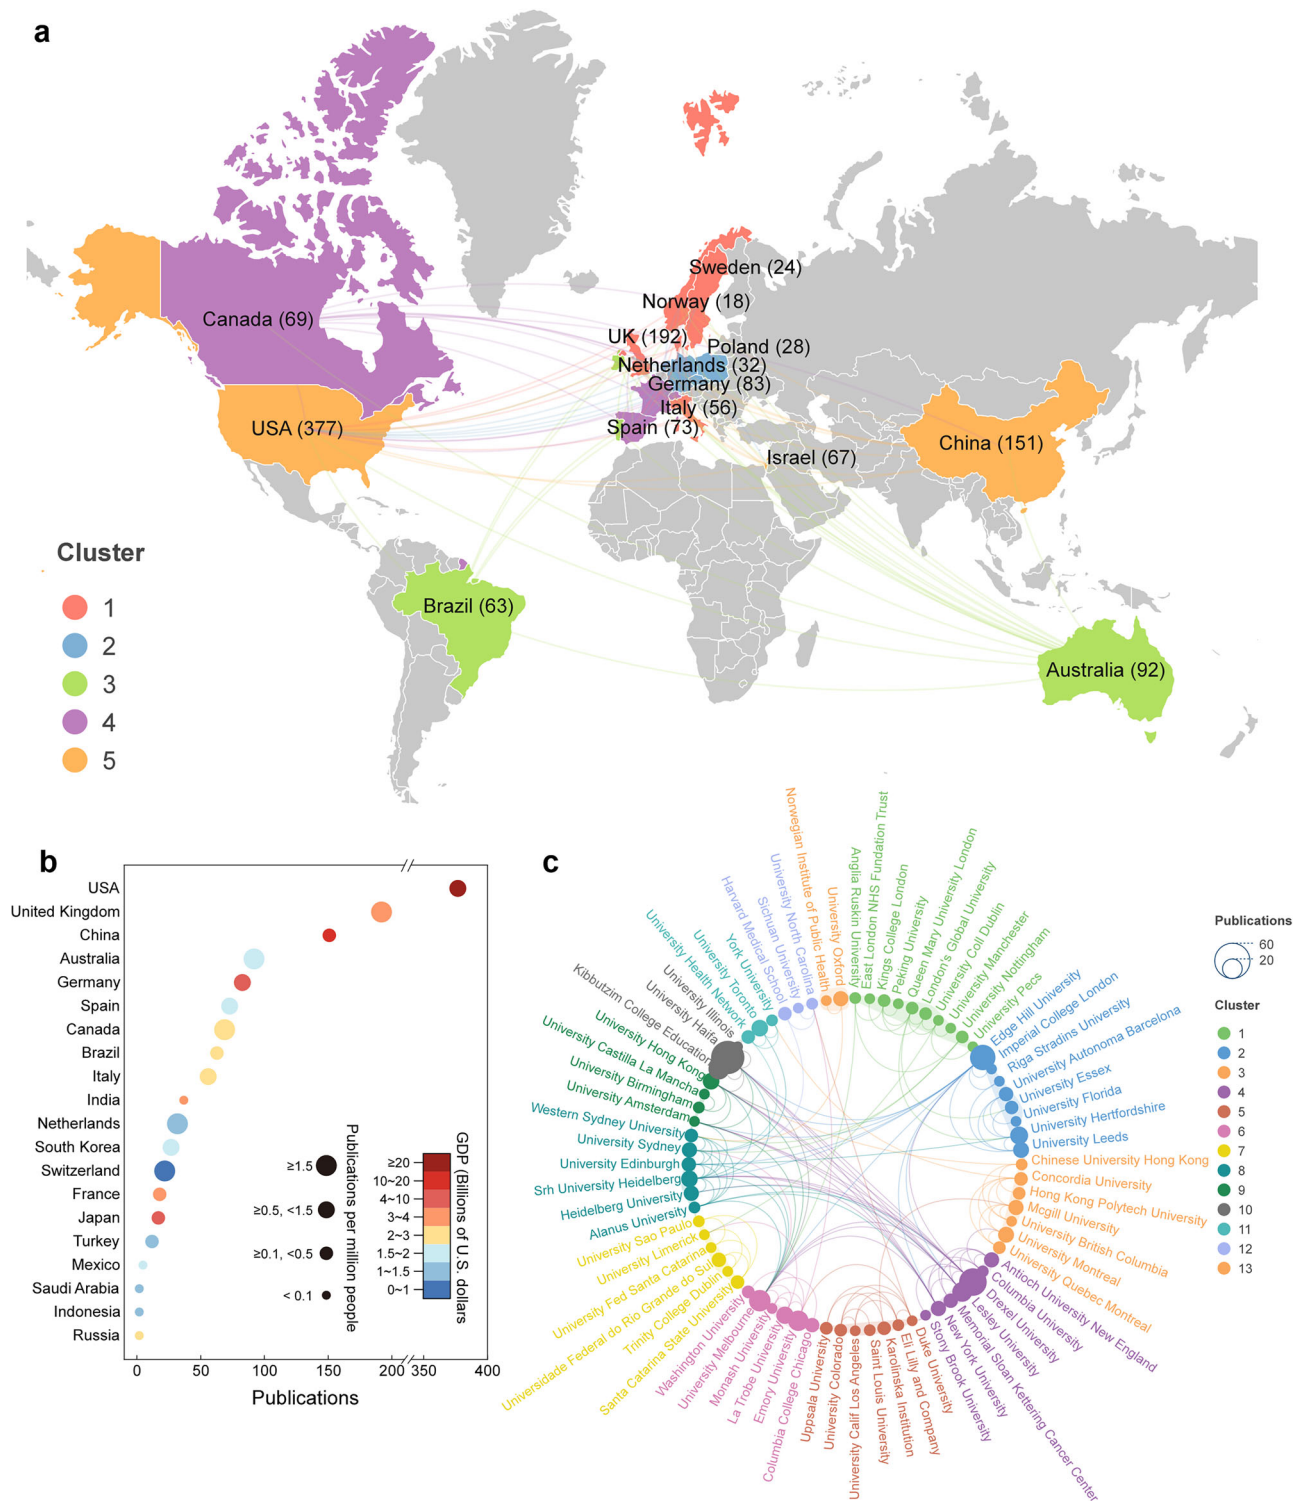 a
Sweden (24)
Norway (18)
Canada (69)
UK (192)
Poland (28)
Netherlands (32)
Germany (83)
Italy (56)
USA (377)
Spain (73)
China (151)
Israel (67)
Cluster
1
2
3
4
5
Brazil (63)
Australia (92)
b
USA
United Kingdom
China
Australia
Germany
Spain
Canada
Brazil
Italy
India
Netherlands
South Korea
Switzerland
France
Japan
Turkey
Mexico
Saudi Arabia
Indonesia
Russia
0
50
100
150
200
350
400
Publications
≥1.5
≥0.5, <1.5
≥0.1, <0.5
< 0.1
Publications per million people
≥20
10~20
4~10
3~4
2~3
1.5~2
1~1.5
0~1
GDP (Billions of U.S. dollars
c
Anglia Ruskin University
East London NHS Fundation Trust
Kings College London
Peking University
Queen Mary University London
London's Global University
University Coll Dublin
University Manchester
University Nottingham
University Pecs
Edge Hill University
Imperial College London
Riga Stradins University
University Autonoma Barcelona
University Essex
University Florida
University Hertfordshire
University Leeds
Chinese University Hong Kong
Concordia University
Hong Kong Polytech University
Mcgill University
University British Columbia
University Montreal
University Quebec Montreal
Antioch University New England
Columbia University
Drexel University
Lesley University
Memorial Sloan Kettering Cancer Center
New York University
Stony Brook University
Duke University
Eli Lilly and Company
Karolinska Institution
Saint Louis University
University Calif Los Angeles
University Colorado
Uppsala University
Columbia College Chicago
Emory University
La Trobe University
Monash University
University Melbourne
Washington University
Santa Catarina State University
Trinity College Dublin
Universidade Federal do Rio Grande do Sul
University Fed Santa Catarina
University Limerick
University Sao Paulo
Alanus University
Heidelberg University
Srh University Heidelberg
University Edinburgh
University Sydney
Western Sydney University
University Amsterdam
University Birmingham
University Castilla La Mancha
University Hong Kong
Kibbutzim College Education
University Haifa
University Illinois
University Health Network
University Toronto
York University
Harvard Medical School
Sichuan University
University North Carolina
Norwegian Institute of Public Health
University Oxford
Publications
60
20
Cluster
1
2
3
4
5
6
7
8
9
10
11
12
13